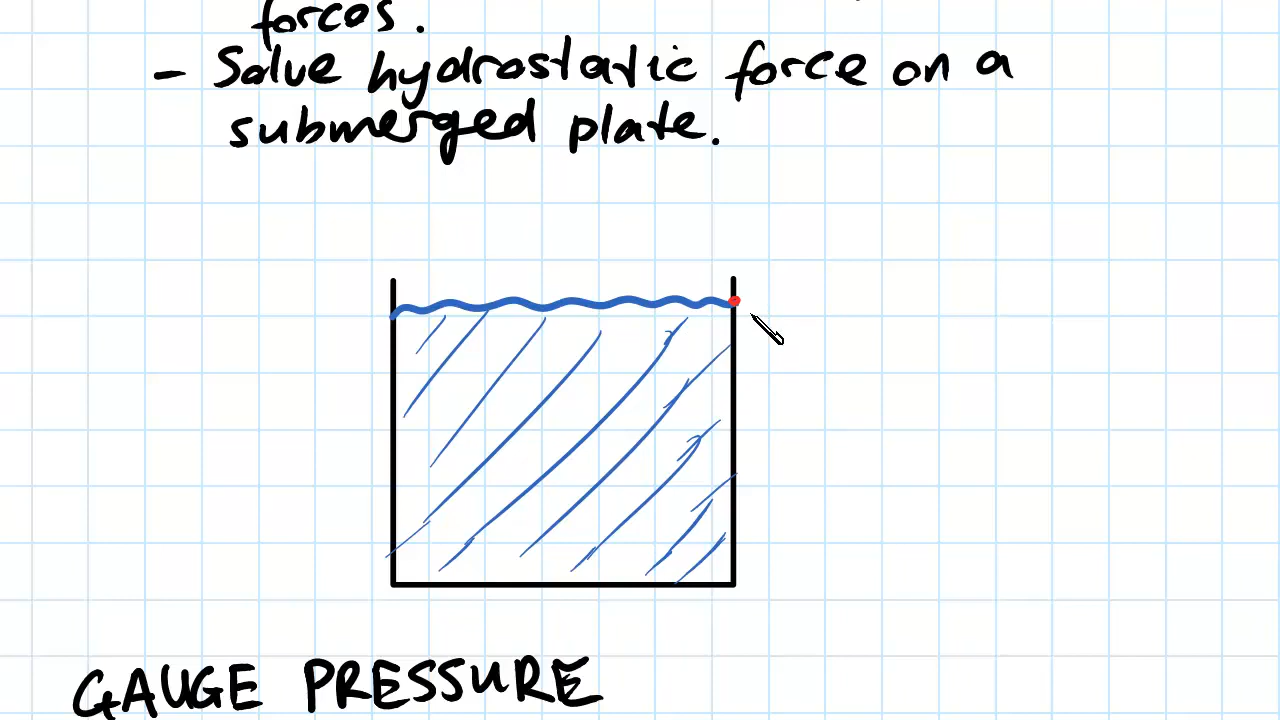 forces.
- Solve hydrostatic force on a
submerged plate.
GAUGE PRESSURE